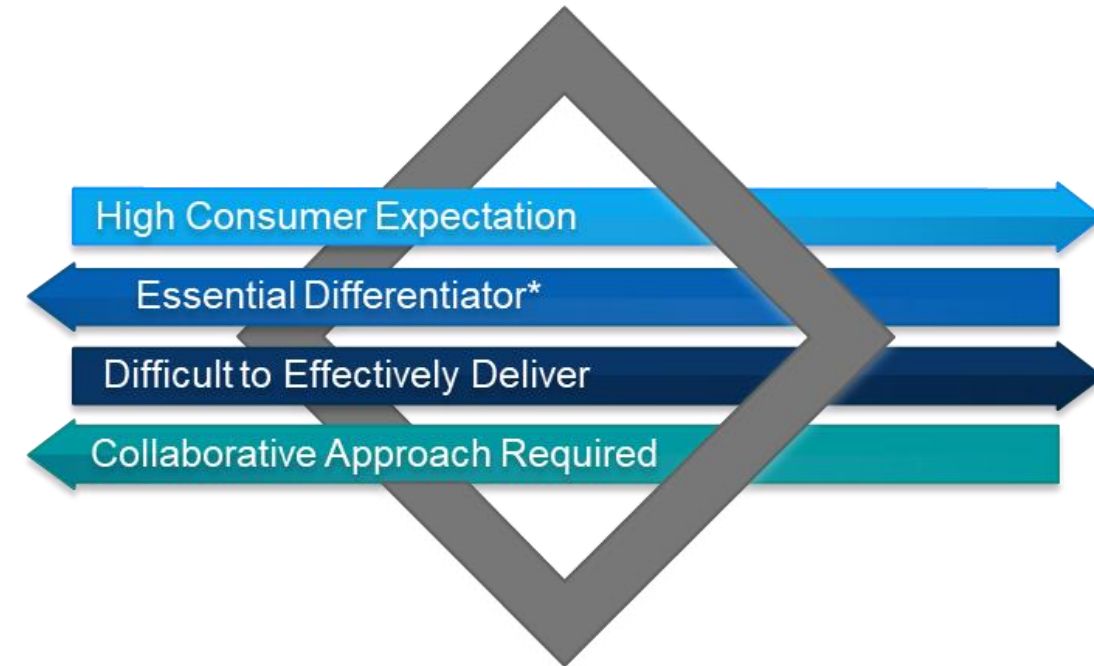 High Consumer Expectation
Essential Differentiator*
Difficult to Effectively Deliver
Collaborative Approach Required